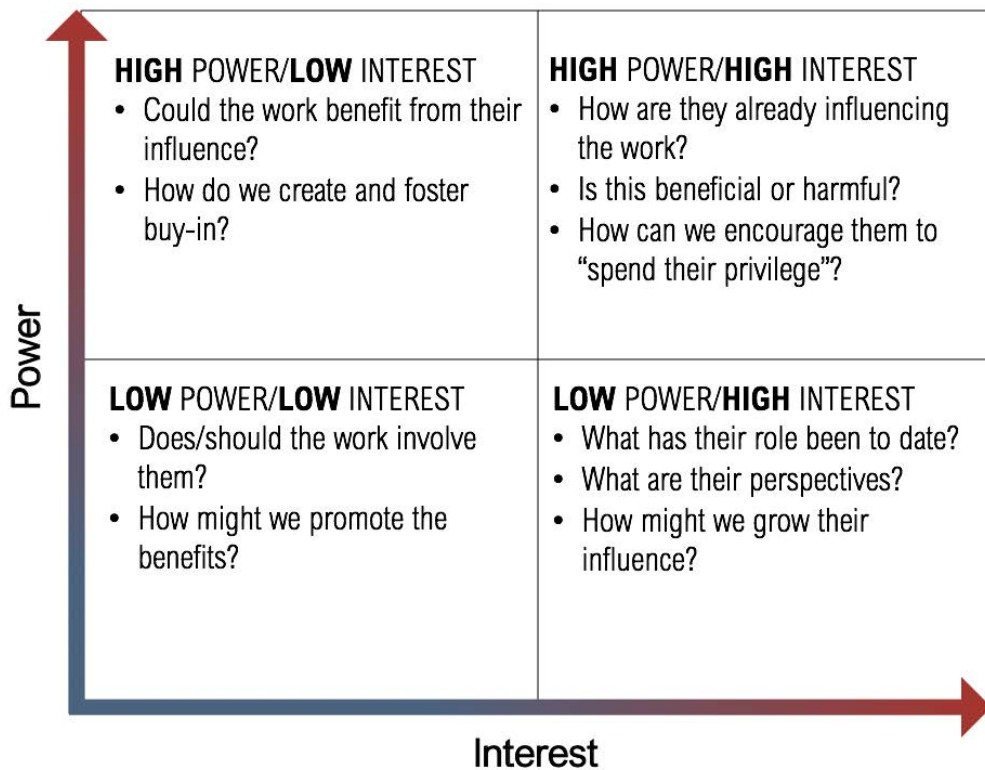 HIGH POWER/LOW INTEREST
• Could the work benefit from their
influence?
• How do we create and foster
buy-in?
HIGH POWER/HIGH INTEREST
• How are they already influencing
the work?
• Is this beneficial or harmful?
• How can we encourage them to
“spend their privilege”?
Power
LOW POWER/LOW INTEREST
• Does/should the work involve
them?
• How might we promote the
benefits?
LOW POWER/HIGH INTEREST
• What has their role been to date?
• What are their perspectives?
• How might we grow their
influence?
Interest